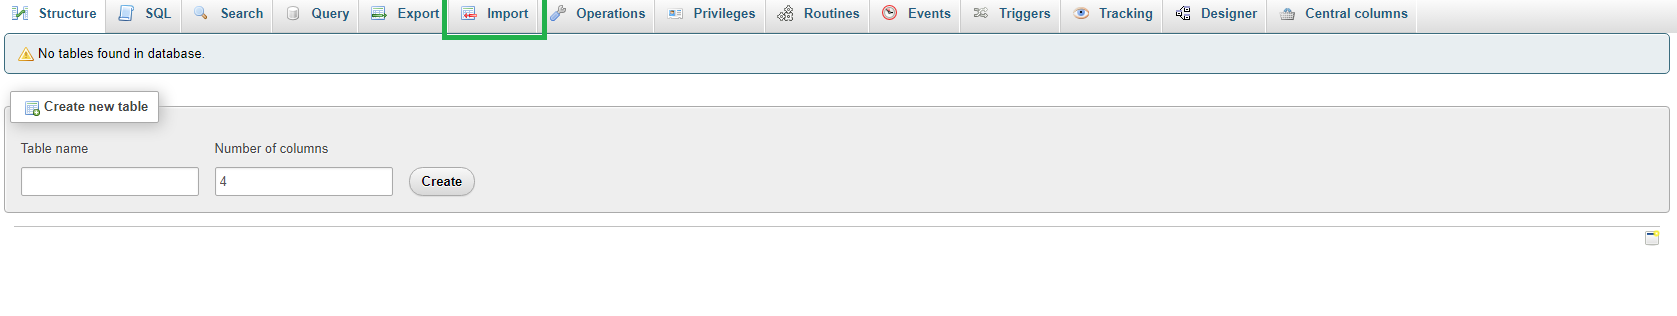 Structure SQL Search Query Export Import Operations Privileges Routines Events Triggers Tracking Designer Central columns
No tables found in database.
Create new table
Table name Number of columns
4 Create